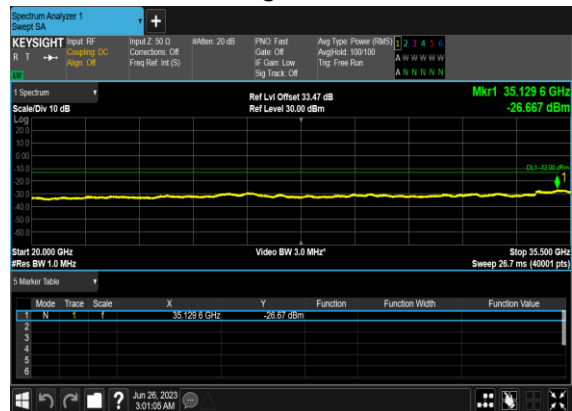 Spectrum Analyzer 1
Swept SA
KEYSIGHT Input: RF Input Z: 50 Ω #Atten: 20 dB PNO: Fast Avg Type: Power (RMS) 1 2 3 4 5 6
R T Coupling: DC Corrections: Off Gate: Off Avg|Hold: 100/100 A W W W W W
Align: Off Freq Ref: Int (S) IF Gain: Low Trig: Free Run
Sig Track: Off A N N N N N
LW
1 Spectrum Ref Lvl Offset 33.47 dB Mkr1 35.129 6 GHz
Scale/Div 10 dB Ref Level 30.00 dBm -26.667 dBm
Log
20.0
10.0
0.00
-10.0 DL1 -13.00 dBm
-20.0 1
-30.0
-40.0
-50.0
-60.0
Start 20.000 GHz Video BW 3.0 MHz* Stop 35.500 GHz
#Res BW 1.0 MHz Sweep 26.7 ms (40001 pts)
5 Marker Table
Mode Trace Scale X Y Function Function Width Function Value
1 N 1 f 35.129 6 GHz -26.67 dBm
2
3
4
5
6
Jun 26, 2023
3:01:05 AM